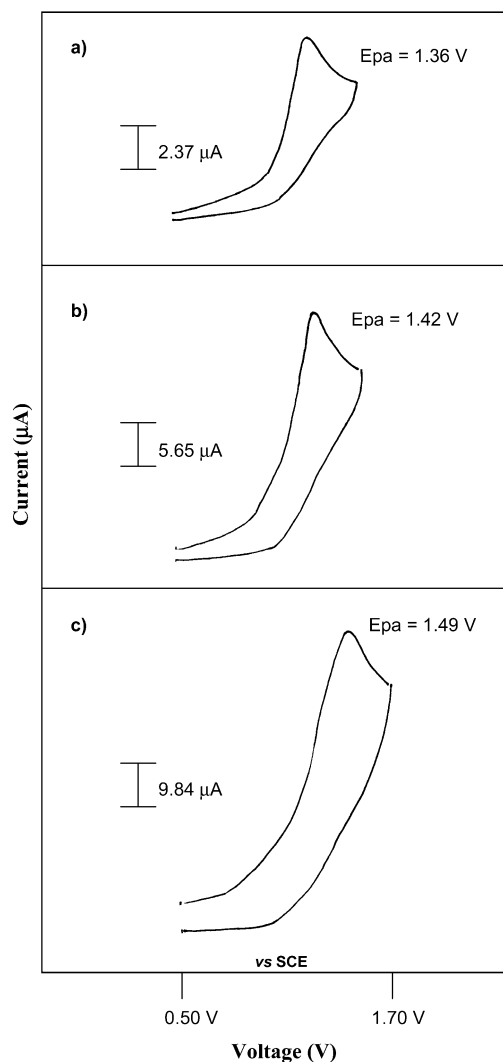 a)
Epa = 1.36 V
2.37 µA
b)
Epa = 1.42 V
5.65 µA
Current (µA)
c)
Epa = 1.49 V
9.84 µA
vs SCE
0.50 V
1.70 V
Voltage (V)